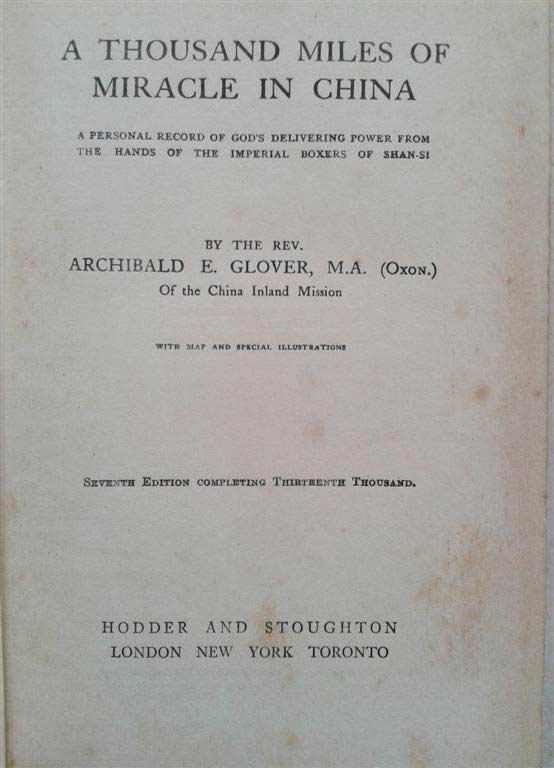 A THOUSAND MILES OF
MIRACLE IN CHINA
A PERSONAL RECORD OF GOD'S DELIVERING POWER FROM
THE HANDS OF THE IMPERIAL BOXERS OF SHAN-SI
BY THE REV.
ARCHIBALD E. GLOVER, M.A. (OXON.)
Of the China Inland Mission
WITH MAP AND SPECIAL ILLUSTRATIONS
SEVENTH EDITION COMPLETING THIRTEENTH THOUSAND.
HODDER AND STOUGHTON
LONDON NEW YORK TORONTO